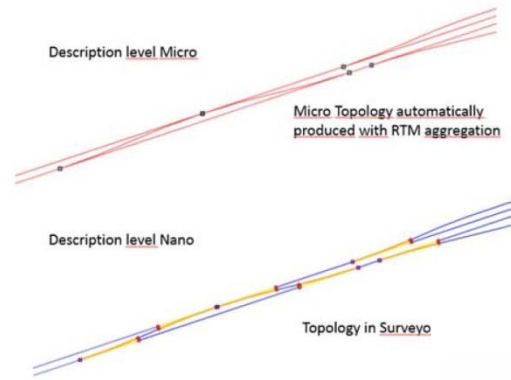 Description level Micro
Micro Topology automatically
produced with RTM aggregation
Description level Nano
Topology in Surveyo